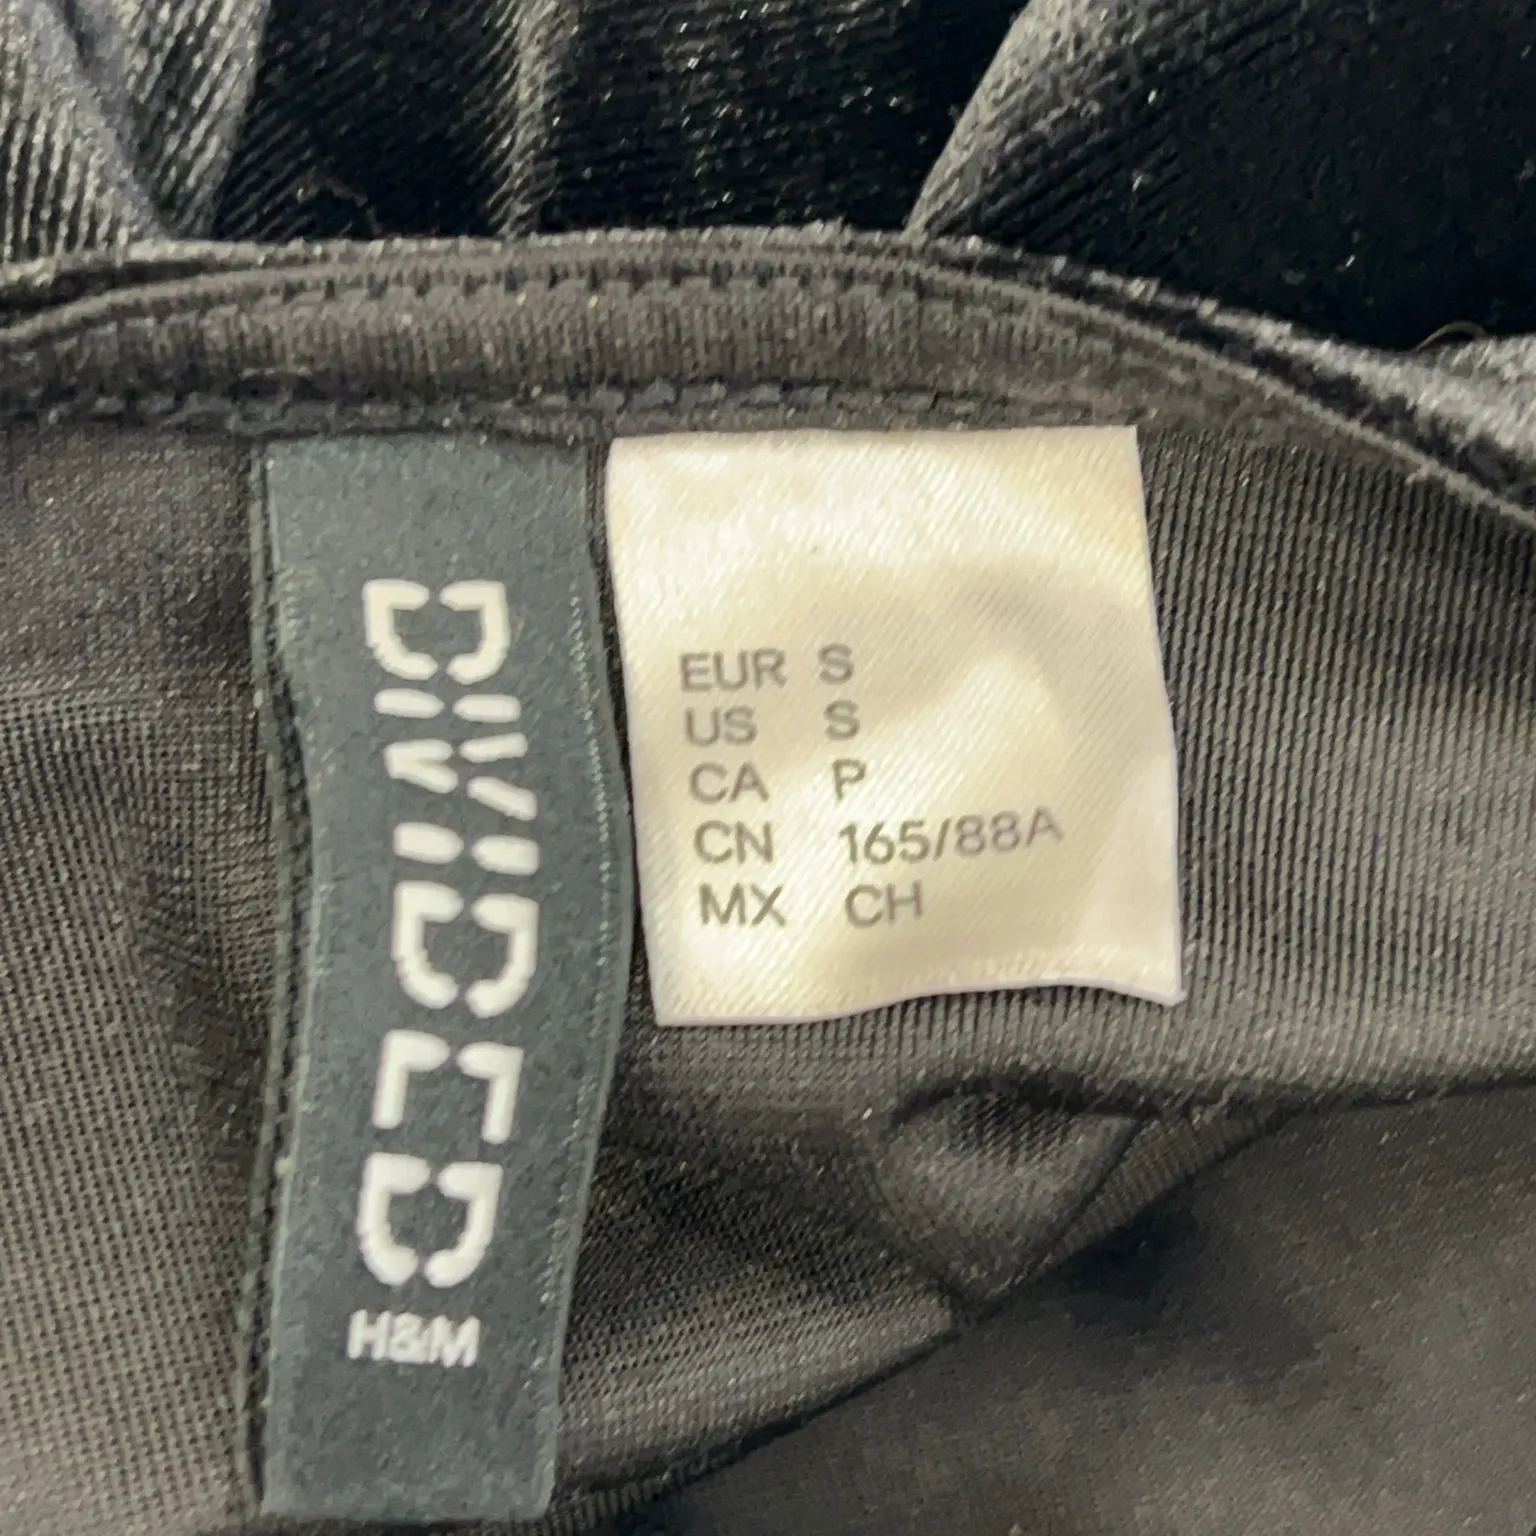 DIVIDED
H&M
EUR S
US S
CA P
CN 165/88A
MX CH